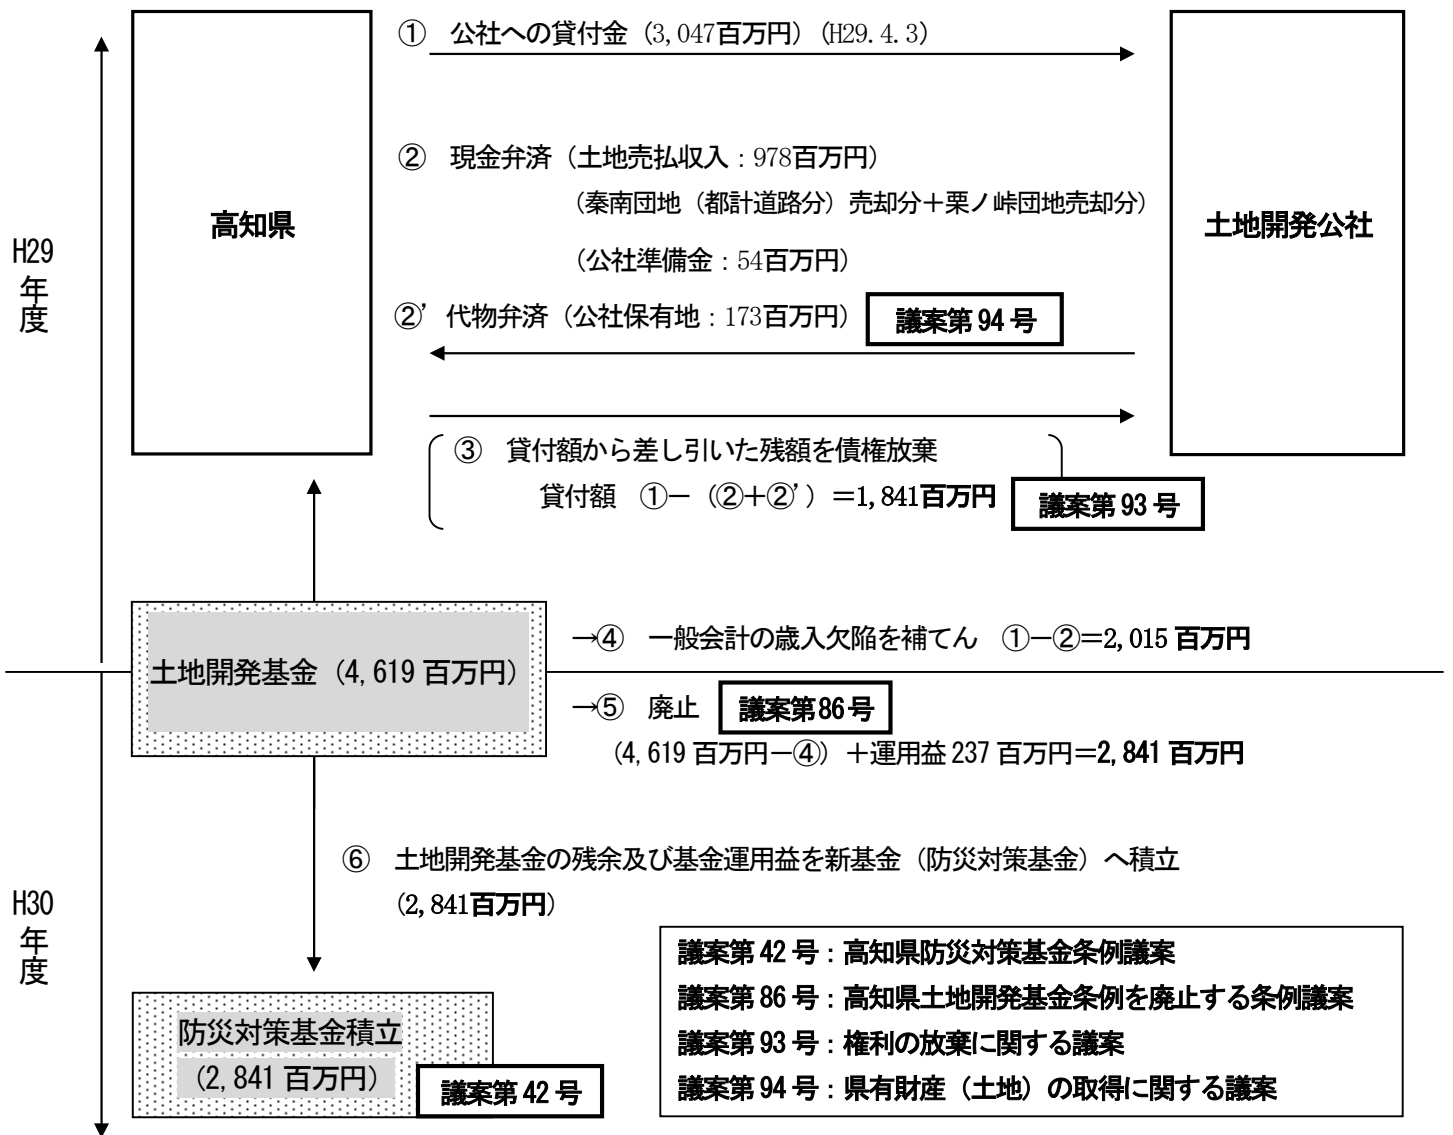 ① 公社への貸付金（3,047百万円）(H29.4.3)
② 現金弁済（土地売払収入：978百万円）
（秦南団地（都計道路分）売却分＋栗ノ峠団地売却分）
（公社準備金：54百万円）
②’ 代物弁済（公社保有地：173百万円）
議案第94号
高知県
土地開発公社
H29
年
度
③ 貸付額から差し引いた残額を債権放棄
貸付額 ①－（②＋②’）＝1,841百万円
議案第93号
土地開発基金（4,619百万円）
→④ 一般会計の歳入欠陥を補てん ①－②＝2,015百万円
→⑤ 廃止
議案第86号
（4,619百万円－④）＋運用益237百万円＝2,841百万円
⑥ 土地開発基金の残余及び基金運用益を新基金（防災対策基金）へ積立
（2,841百万円）
H30
年
度
防災対策基金積立
（2,841百万円）
議案第42号
議案第42号：高知県防災対策基金条例議案
議案第86号：高知県土地開発基金条例を廃止する条例議案
議案第93号：権利の放棄に関する議案
議案第94号：県有財産（土地）の取得に関する議案